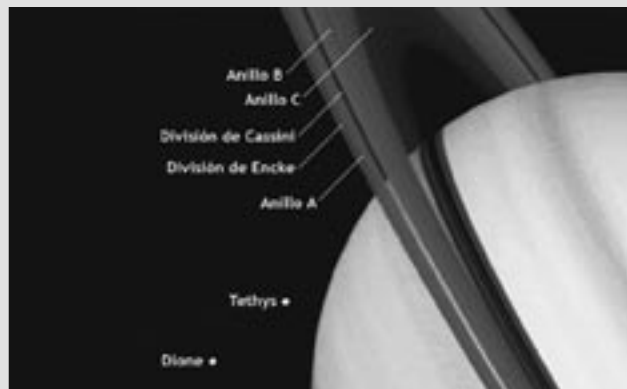 Anillo B
Anillo C
División de Cassini
División de Encke
Anillo A
Tethys
Dione